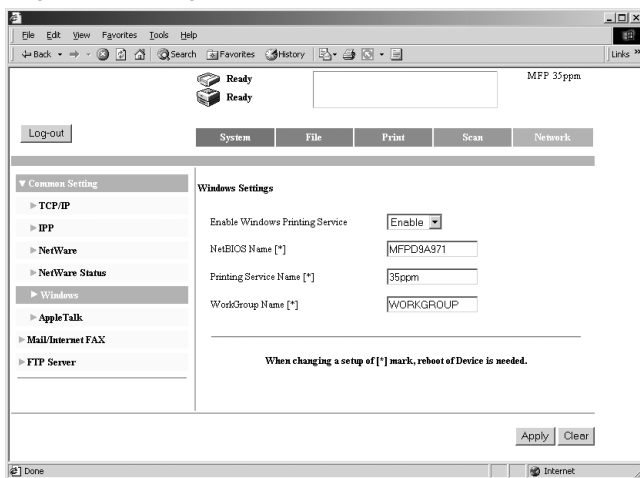 File Edit View Favorites Tools Help
Back Search Favorites History Links »
Ready
Ready
MFP 35ppm
Log-out
System File Print Scan Network
Common Setting
TCP/IP
IPP
NetWare
NetWare Status
Windows
AppleTalk
Mail/Internet FAX
FTP Server
Windows Settings
Enable Windows Printing Service Enable
NetBIOS Name [*] MFPD9A971
Printing Service Name [*] 35ppm
WorkGroup Name [*] WORKGROUP
When changing a setup of [*] mark, reboot of Device is needed.
Apply Clear
Done Internet